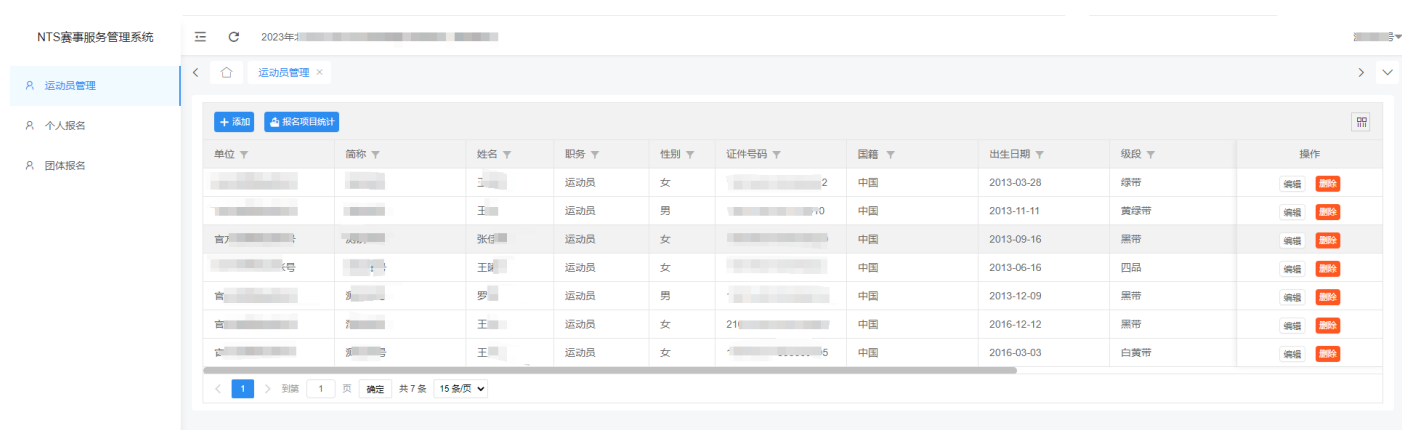 NTS赛事服务管理系统
2023年
运动员管理
个人报名
团体报名
运动员管理 ×
+ 添加 报名项目统计
单位 简称 姓名 职务 性别 证件号码 国籍 出生日期 级段 操作
运动员 女 2 中国 2013-03-28 绿带 编辑 删除
王 运动员 男 中国 2013-11-11 黄绿带 编辑 删除
官 张 运动员 女 中国 2013-09-16 黑带 编辑 删除
号 王 运动员 女 中国 2013-06-16 四品 编辑 删除
官 罗 运动员 男 中国 2013-12-09 黑带 编辑 删除
官 王 运动员 女 21 中国 2016-12-12 黑带 编辑 删除
号 王 运动员 女 5 中国 2016-03-03 白黄带 编辑 删除
1 到第 1 页 确定 共 7 条 15 条/页